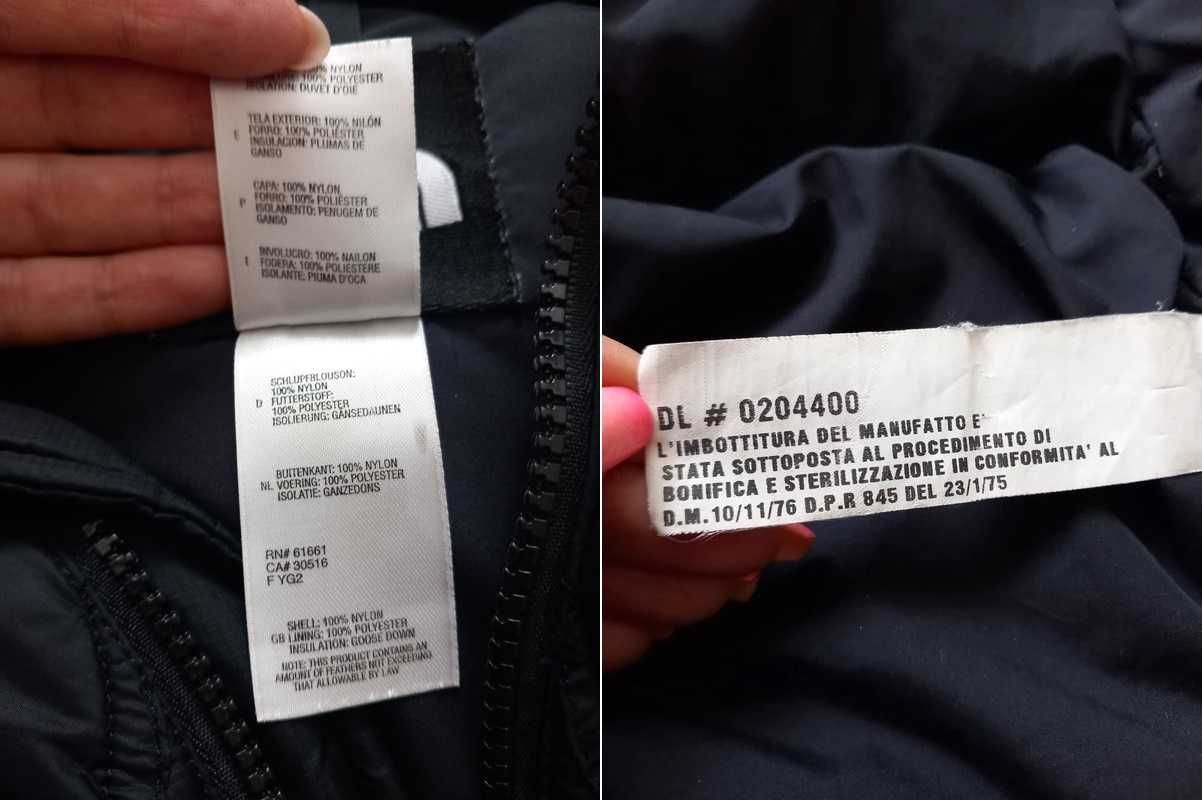 % NYLON
100% POLYESTER
ISOLATION: DUVET D'OIE
TELA EXTERIOR: 100% NILÓN
E FORRO: 100% POLIÉSTER
INSULACION: PLUMAS DE
GANSO
CAPA: 100% NYLON
P FORRO: 100% POLIÉSTER
ISOLAMENTO: PENUGEM DE
GANSO
INVOLUCRO: 100% NAILON
I FODERA: 100% POLIESTERE
ISOLANTE: PIUMA D'OCA
SCHLUPFBLOUSON:
100% NYLON
D FUTTERSTOFF:
100% POLYESTER
ISOLIERUNG: GANSEDAUNEN
BUITENKANT: 100% NYLON
NL VOERING: 100% POLYESTER
ISOLATIE: GANZEDONS
RN# 61661
CA# 30516
F YG2
SHELL: 100% NYLON
GB LINING: 100% POLYESTER
INSULATION: GOOSE DOWN
NOTE: THIS PRODUCT CONTAINS AN
AMOUNT OF FEATHERS NOT EXCEEDING
THAT ALLOWABLE BY LAW
DL # 0204400
L'IMBOTTITURA DEL MANUFATTO E'
STATA SOTTOPOSTA AL PROCEDIMENTO DI
BONIFICA E STERILIZZAZIONE IN CONFORMITA' AL
D.M.10/11/76 D.P.R 845 DEL 23/1/75